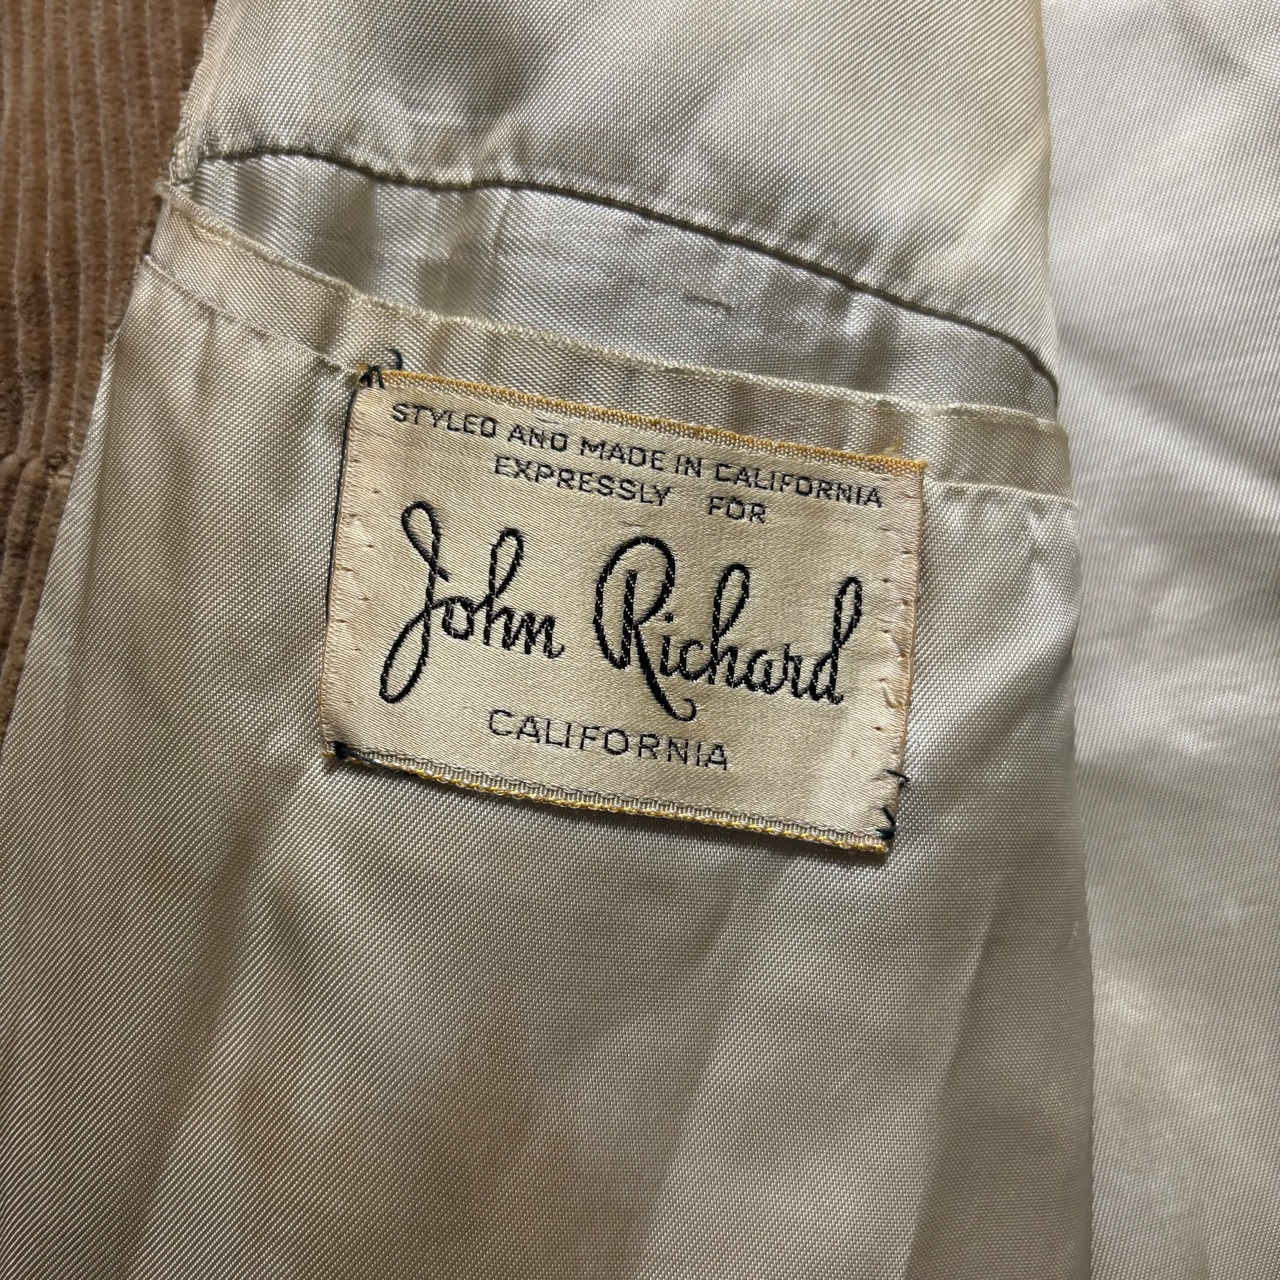 STYLED AND MADE IN CALIFORNIA
EXPRESSLY FOR
John Richard
CALIFORNIA